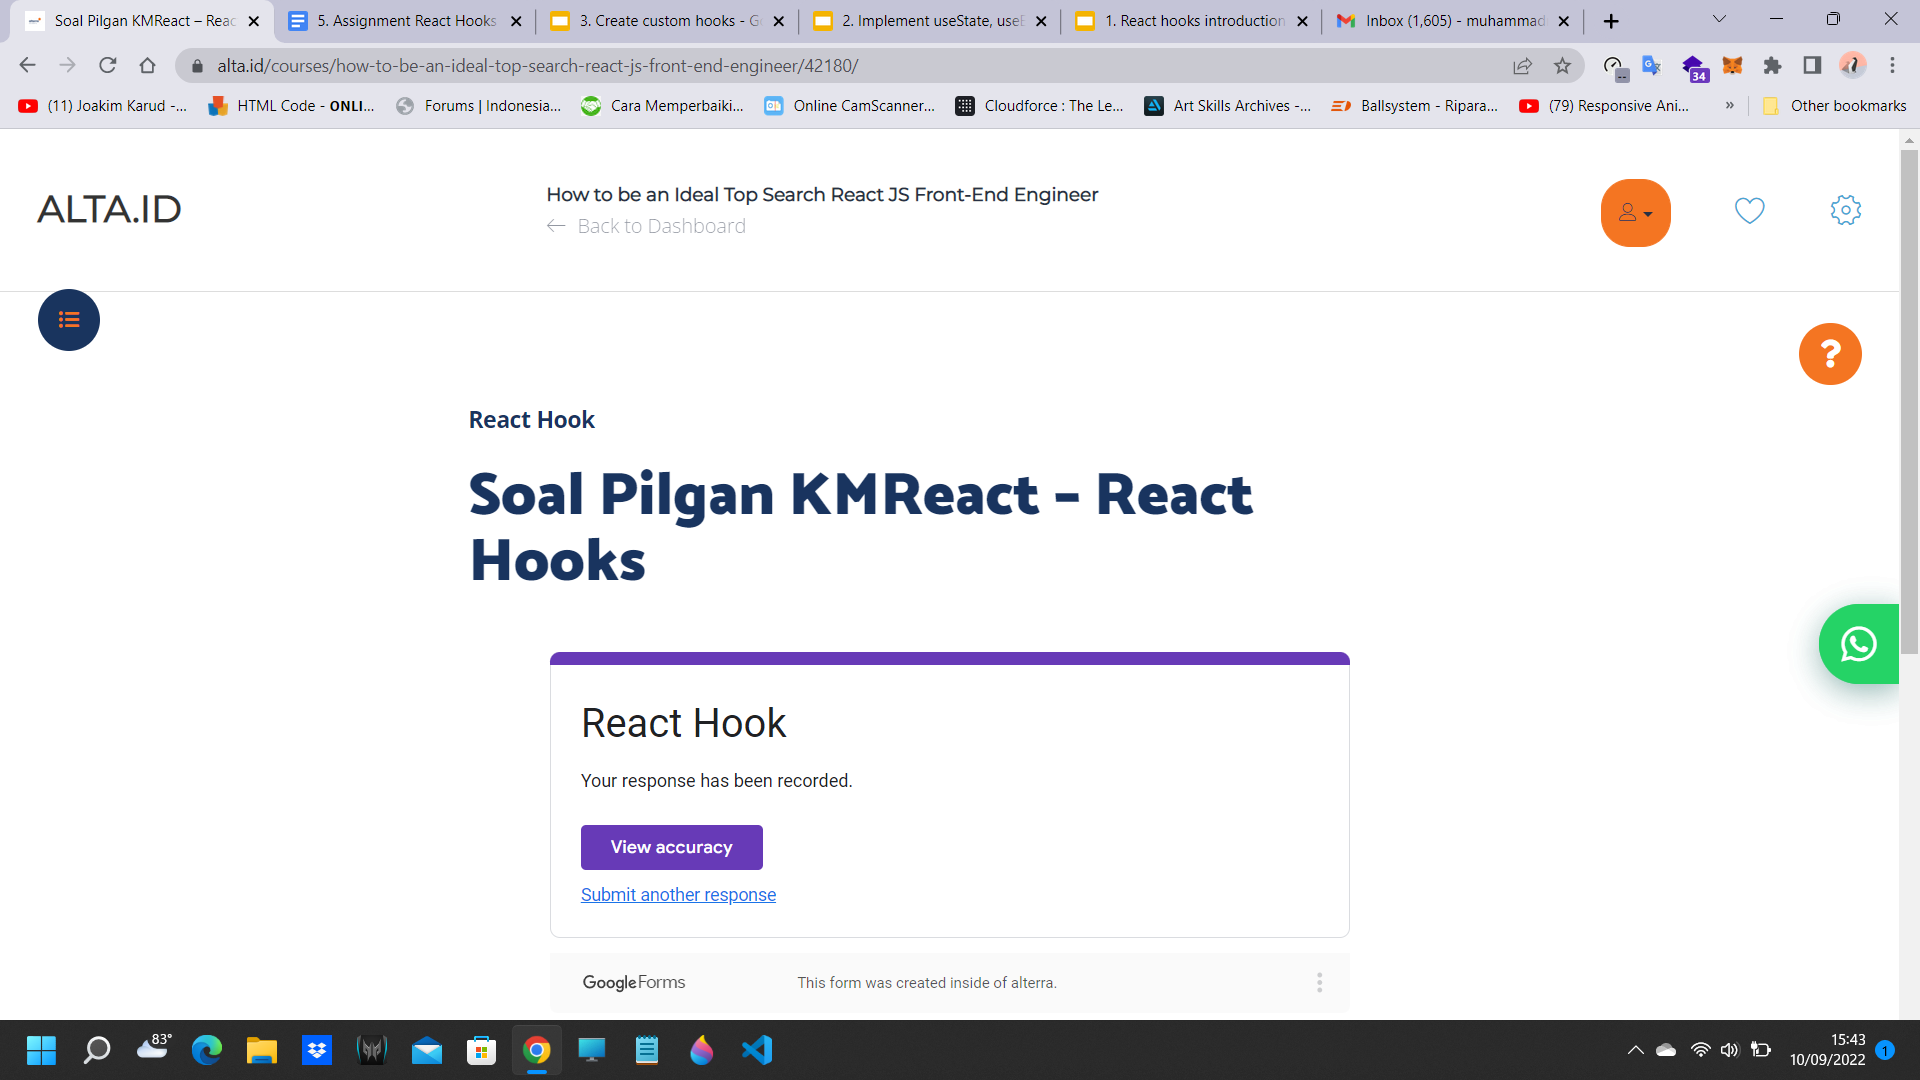 Soal Pilgan KMReact – Reac
5. Assignment React Hooks
3. Create custom hooks - G
2. Implement useState, useE
1. React hooks introduction
Inbox (1,605) - muhammad
alta.id/courses/how-to-be-an-ideal-top-search-react-js-front-end-engineer/42180/
34
(11) Joakim Karud -...
HTML Code - ONLI...
Forums | Indonesia...
Cara Memperbaiki...
Online CamScanner...
Cloudforce : The Le...
Art Skills Archives -...
Ballsystem - Ripara...
(79) Responsive Ani...
»
Other bookmarks
ALTA.ID
How to be an Ideal Top Search React JS Front-End Engineer
Back to Dashboard
?
React Hook
Soal Pilgan KMReact – React
Hooks
React Hook
Your response has been recorded.
View accuracy
Submit another response
Google Forms
This form was created inside of alterra.
83°
15:43
10/09/2022
1